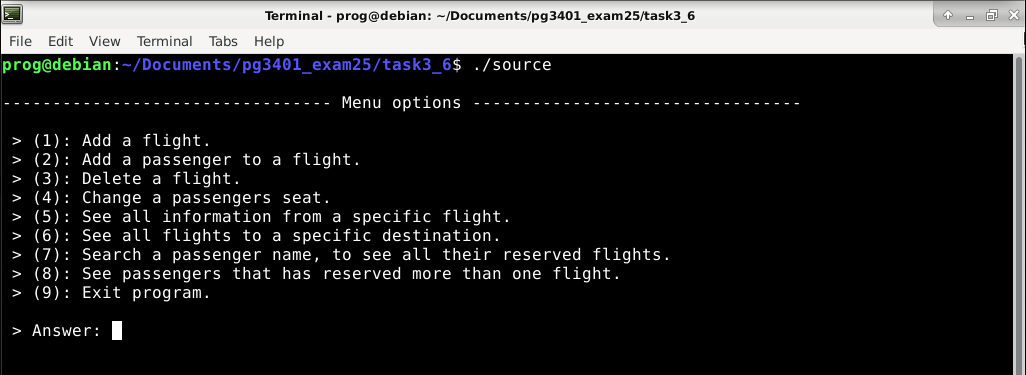 Terminal - prog@debian: ~/Documents/pg3401_exam25/task3_6
File Edit View Terminal Tabs Help
prog@debian:~/Documents/pg3401_exam25/task3_6$ ./source
--------------------------------- Menu options ---------------------------------
> (1): Add a flight.
> (2): Add a passenger to a flight.
> (3): Delete a flight.
> (4): Change a passengers seat.
> (5): See all information from a specific flight.
> (6): See all flights to a specific destination.
> (7): Search a passenger name, to see all their reserved flights.
> (8): See passengers that has reserved more than one flight.
> (9): Exit program.
> Answer: